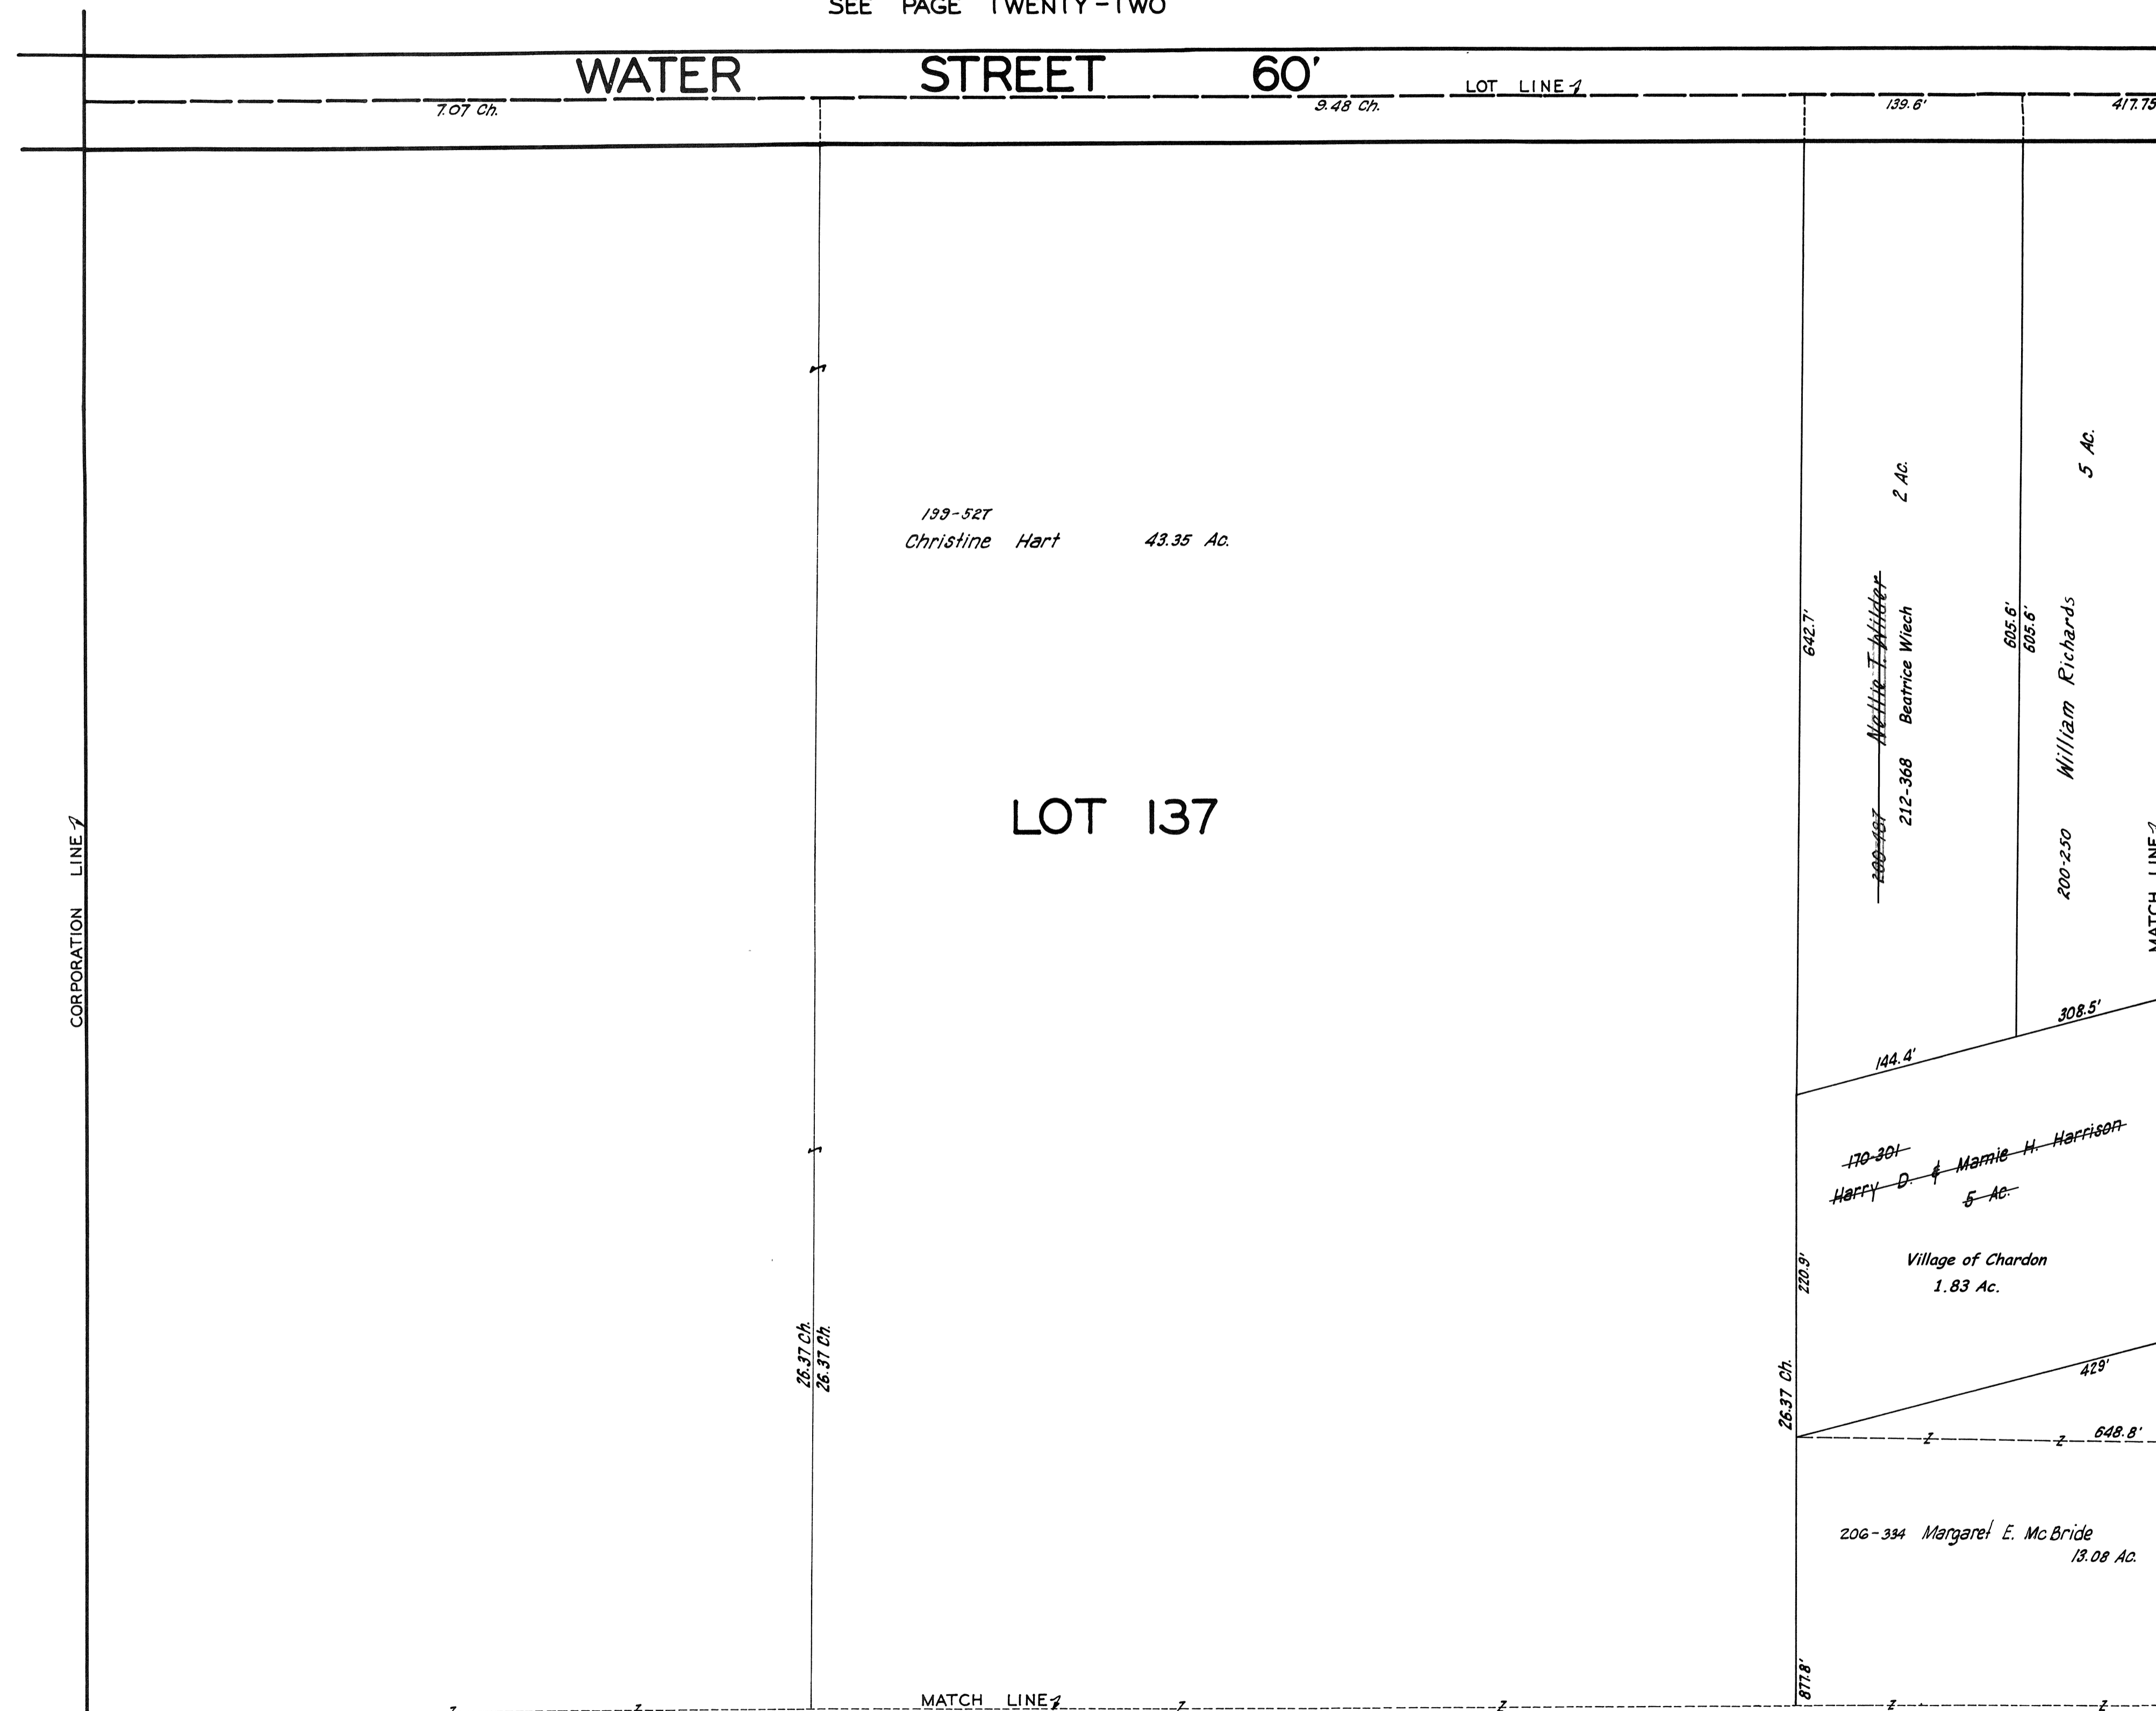 SEE PAGE TWENTY-TWO
WATER STREET 60'
LOT LINE
7.07 Ch.
9.48 Ch.
139.6'
417.75
199-527
Christine Hart 43.35 Ac.
LOT 137
CORPORATION LINE
26.37 Ch.
26.37 Ch.
642.7'
2 Ac.
200-487 Nettie T. Wilder
212-368 Beatrice Wiech
605.6'
605.6'
5 Ac.
200-250 William Richards
MATCH LINE
308.5'
144.4'
170-301
Harry D. & Mamie H. Harrison
5 Ac.
220.9'
Village of Chardon
1.83 Ac.
429'
26.37 Ch.
648.8'
206-334 Margaret E. McBride
13.08 Ac.
877.8'
MATCH LINE